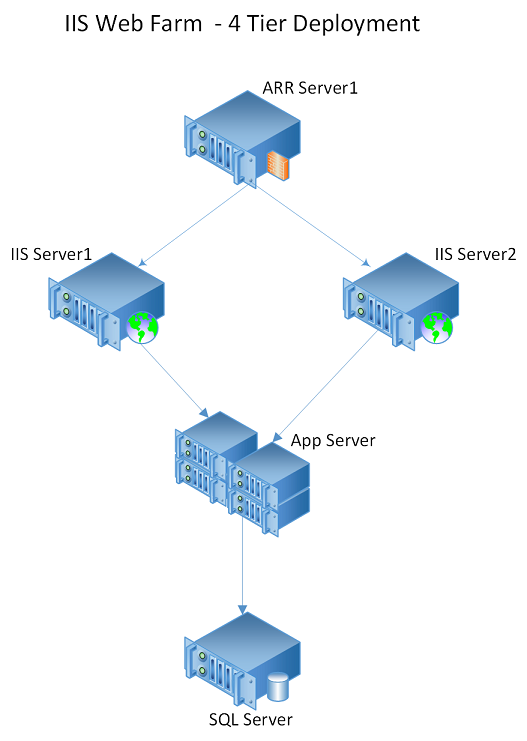 IIS Web Farm - 4 Tier Deployment
ARR Server1
IIS Server1
IIS Server2
App Server
SQL Server